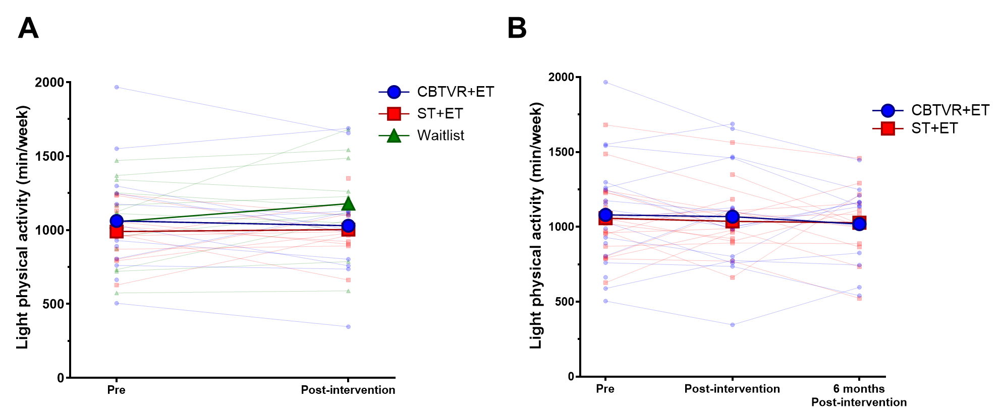 A
Light physical activity (min/week)
2000
1500
1000
500
0
Pre
Post-intervention
CBTVR+ET
ST+ET
Waitlist
B
Light physical activity (min/week)
2000
1500
1000
500
0
Pre
Post-intervention
6 months
Post-intervention
CBTVR+ET
ST+ET